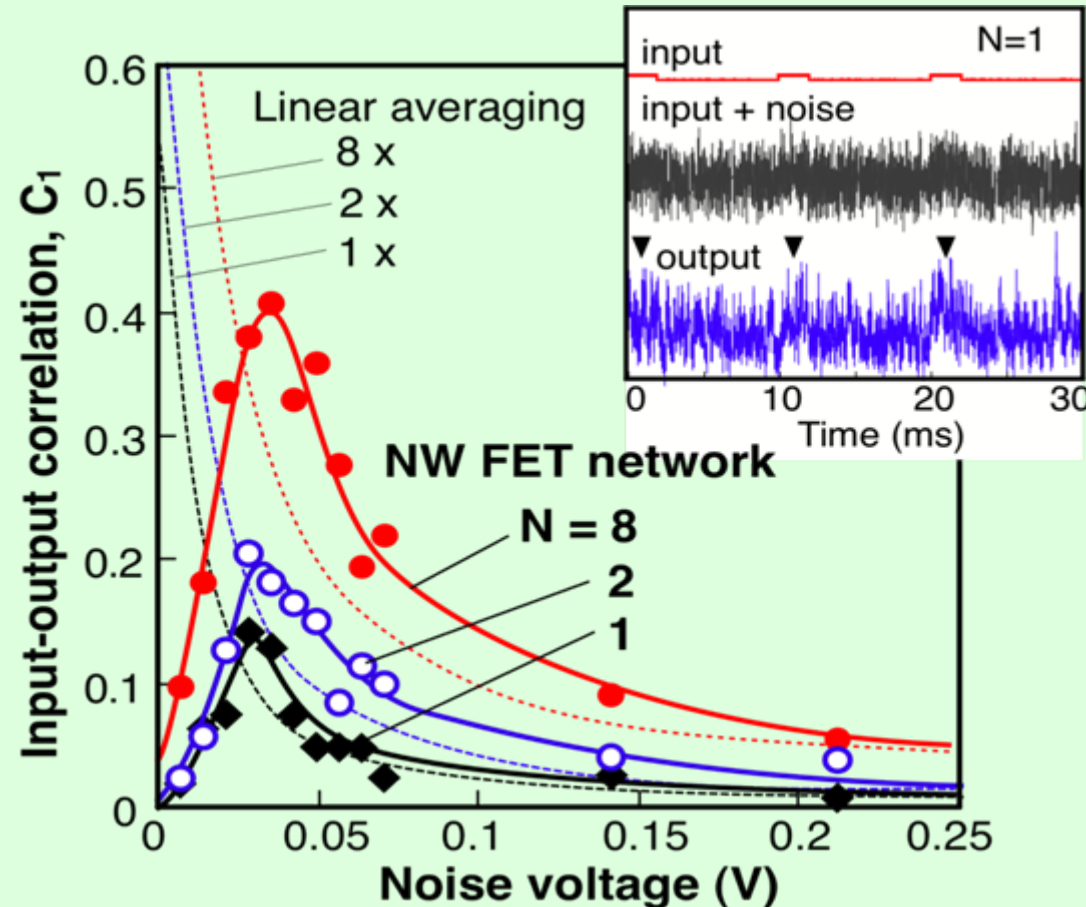 Input-output correlation, C₁
0.6
0.5
0.4
0.3
0.2
0.1
0
Linear averaging
8 x
2 x
1 x
NW FET network
N = 8
2
1
0
0.05
0.1
0.15
0.2
0.25
Noise voltage (V)
input
N=1
input + noise
output
0
10
20
30
Time (ms)